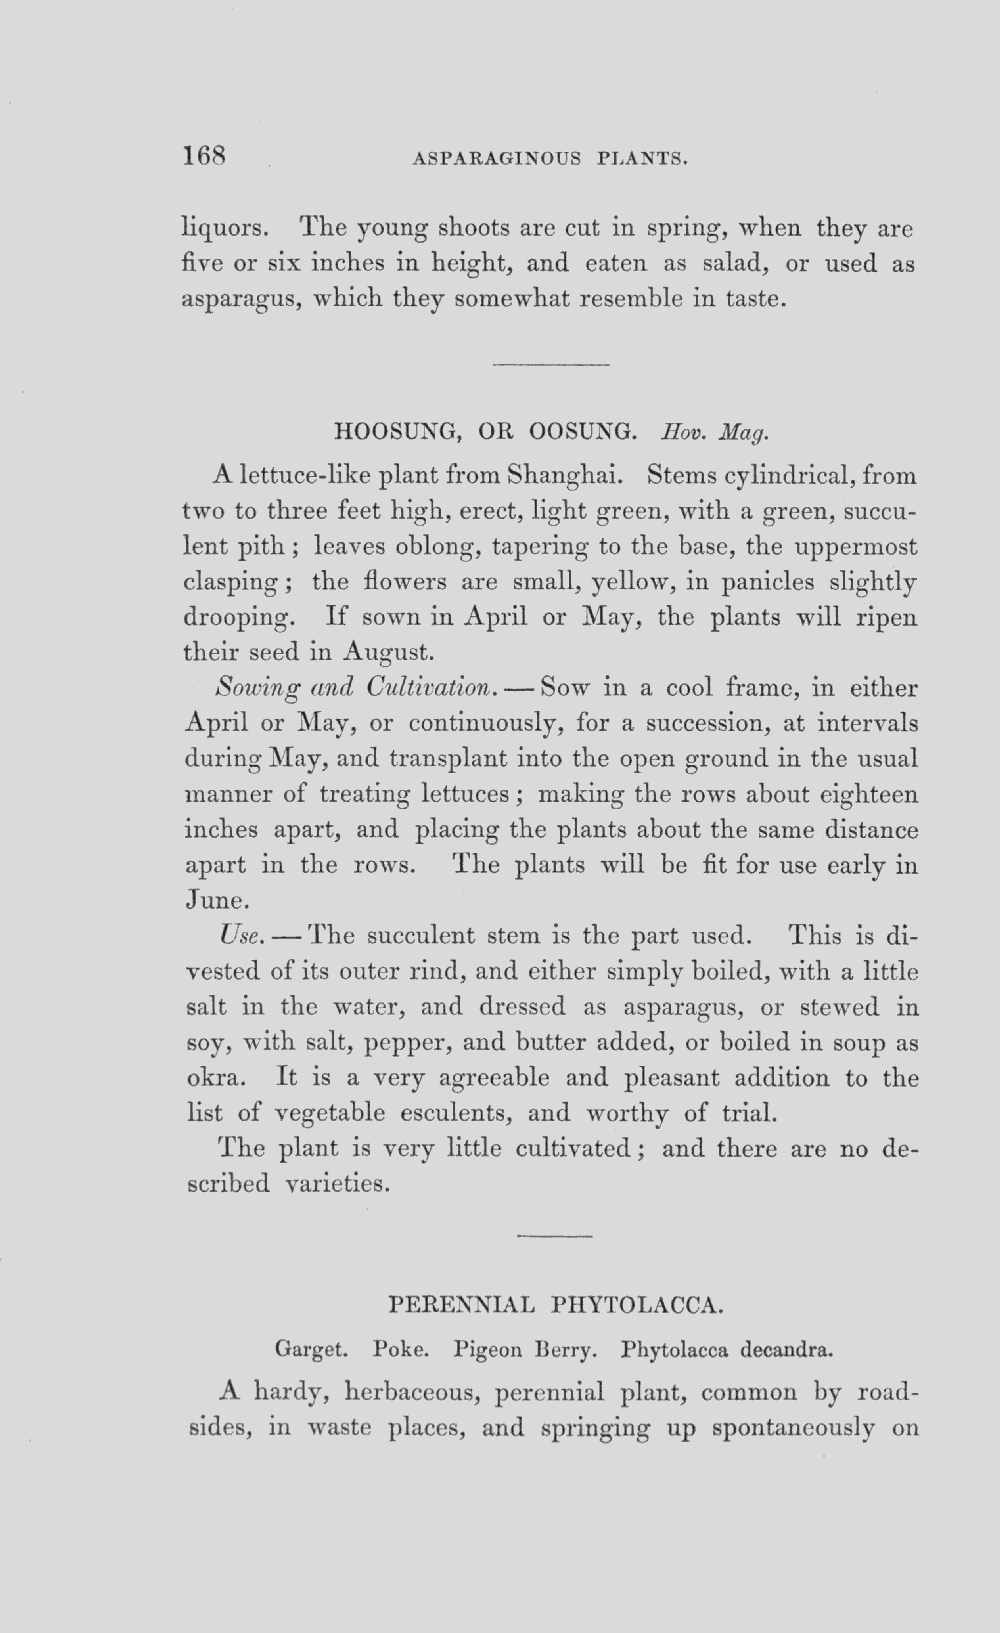 168 ASPARAGINOUS PLANTS.
liquors. The young shoots are cut in spring, when they are
five or six inches in height, and eaten as salad, or used as
asparagus, which they somewhat resemble in taste.
HOOSUNG, OR OOSUNG. Hov. Mag.
A lettuce-like plant from Shanghai. Stems cylindrical, from
two to three feet high, erect, light green, with a green, succu-
lent pith; leaves oblong, tapering to the base, the uppermost
clasping; the flowers are small, yellow, in panicles slightly
drooping. If sown in April or May, the plants will ripen
their seed in August.
Sowing and Cultivation. — Sow in a cool frame, in either
April or May, or continuously, for a succession, at intervals
during May, and transplant into the open ground in the usual
manner of treating lettuces; making the rows about eighteen
inches apart, and placing the plants about the same distance
apart in the rows. The plants will be fit for use early in
June.
Use. — The succulent stem is the part used. This is di-
vested of its outer rind, and either simply boiled, with a little
salt in the water, and dressed as asparagus, or stewed in
soy, with salt, pepper, and butter added, or boiled in soup as
okra. It is a very agreeable and pleasant addition to the
list of vegetable esculents, and worthy of trial.
The plant is very little cultivated; and there are no de-
scribed varieties.
PERENNIAL PHYTOLACCA.
Garget. Poke. Pigeon Berry. Phytolacca decandra.
A hardy, herbaceous, perennial plant, common by road-
sides, in waste places, and springing up spontaneously on